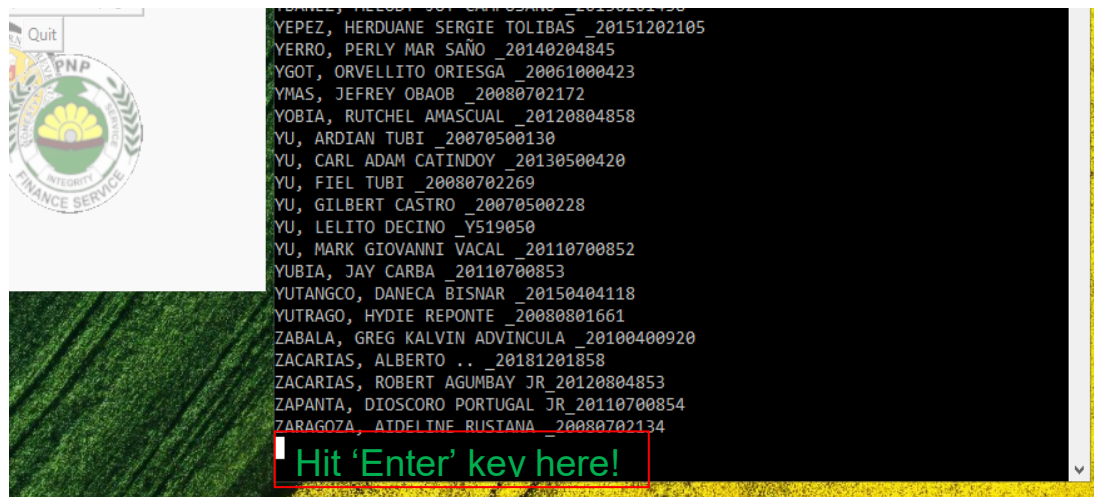 Quit
PNP
SERVICE
INTEGRITY
FINANCE SERVICE
YEPEZ, HERDUANE SERGIE TOLIBAS _20151202105
YERRO, PERLY MAR SAÑO _20140204845
YGOT, ORVELLITO ORIESGA _20061000423
YMAS, JEFREY OBAOB _20080702172
YOBIA, RUTCHEL AMASCUAL _20120804858
YU, ARDIAN TUBI _20070500130
YU, CARL ADAM CATINDOY _20130500420
YU, FIEL TUBI _20080702269
YU, GILBERT CASTRO _20070500228
YU, LELITO DECINO _Y519050
YU, MARK GIOVANNI VACAL _20110700852
YUBIA, JAY CARBA _20110700853
YUTANGCO, DANECA BISNAR _20150404118
YUTRAGO, HYDIE REPONTE _20080801661
ZABALA, GREG KALVIN ADVINCULA _20100400920
ZACARIAS, ALBERTO .. _20181201858
ZACARIAS, ROBERT AGUMBAY JR_20120804853
ZAPANTA, DIOSCORO PORTUGAL JR_20110700854
ZARAGOZA, AIDELINE RUSIANA _20080702134
Hit ‘Enter’ key here!